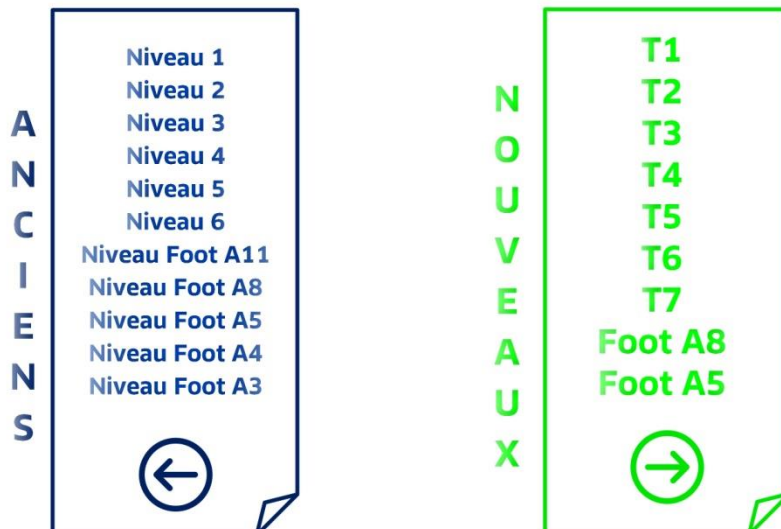 ANCIENS
Niveau 1
Niveau 2
Niveau 3
Niveau 4
Niveau 5
Niveau 6
Niveau Foot A11
Niveau Foot A8
Niveau Foot A5
Niveau Foot A4
Niveau Foot A3
NOUVEAUX
T1
T2
T3
T4
T5
T6
T7
Foot A8
Foot A5